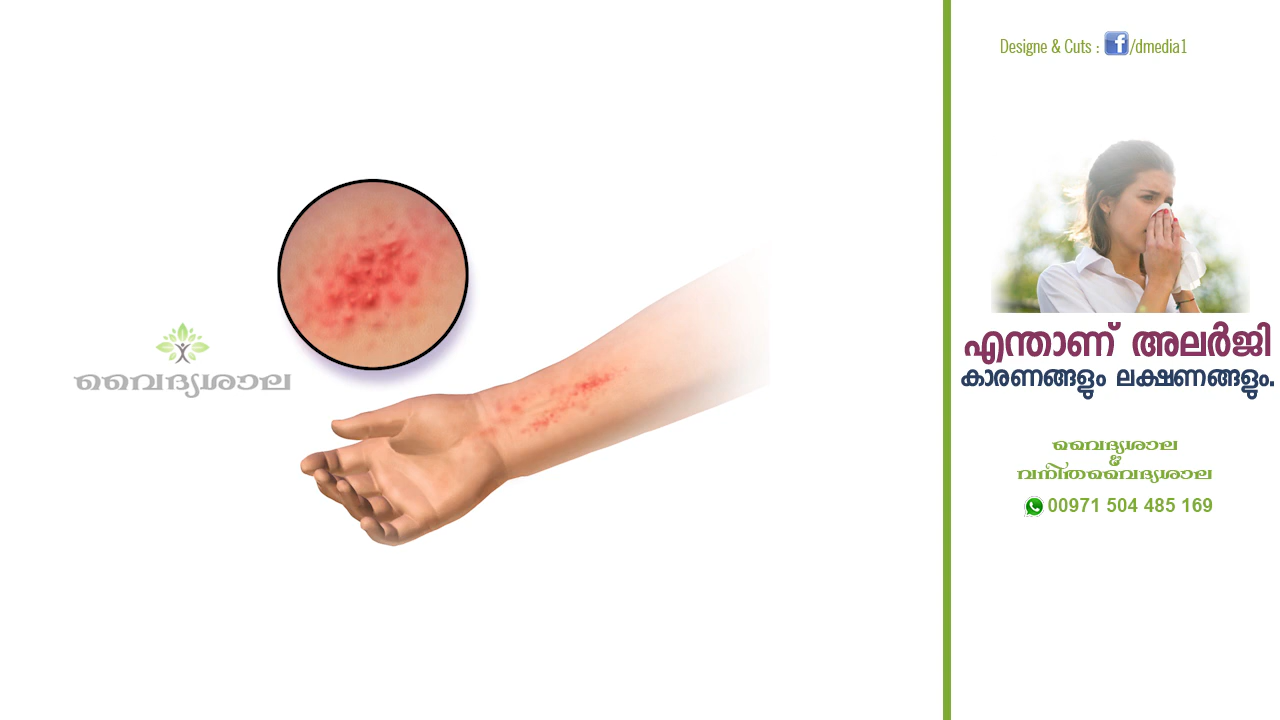 വൈദ്യശാല
Designe & Cuts : f/dmedia1
എന്താണ് അലർജി
കാരണങ്ങളും ലക്ഷണങ്ങളും.
വൈദ്യശാല
&
വനിതവൈദ്യശാല
00971 504 485 169